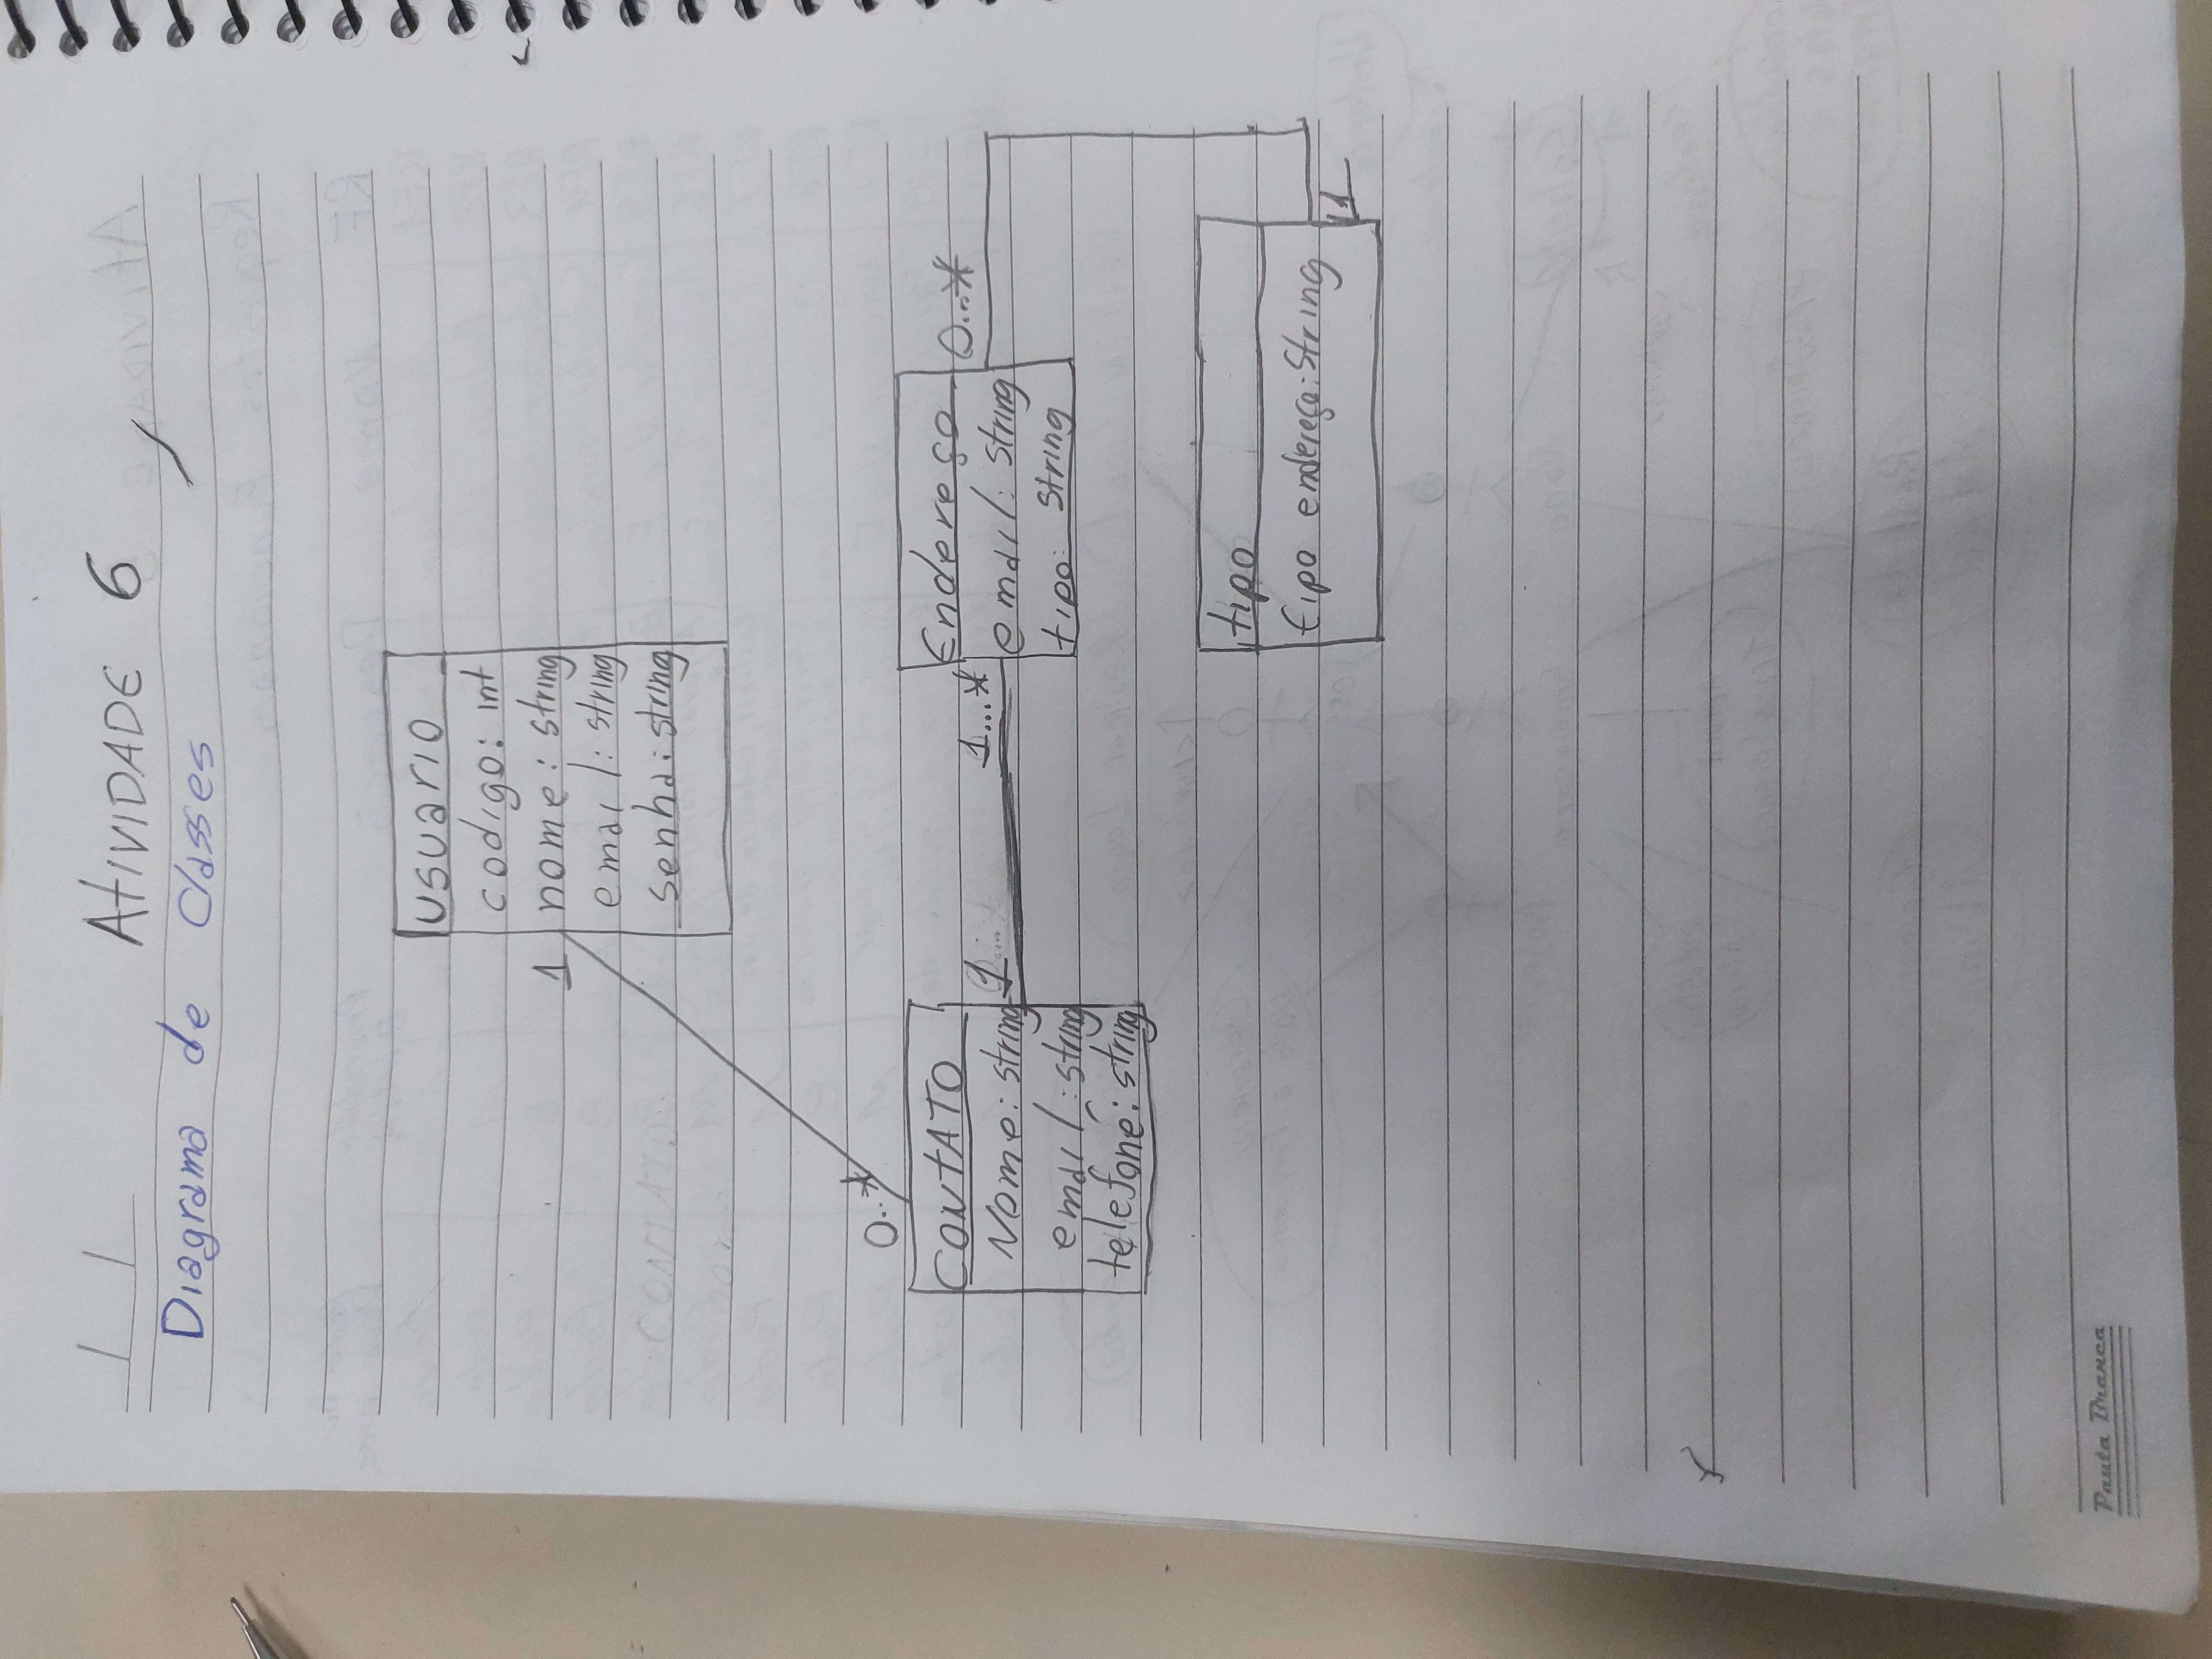 ATIVIDADE 6
Diagrama de Classes
usuario
codigo: int
1 nome: string
email: string
senha: string
0..*
CONTATO
Nome: string
email: string
telefone: string
1 1...*
Endereço
email: string
tipo: String
0...*
tipo
tipo endereço: String
1
Pauta Branca